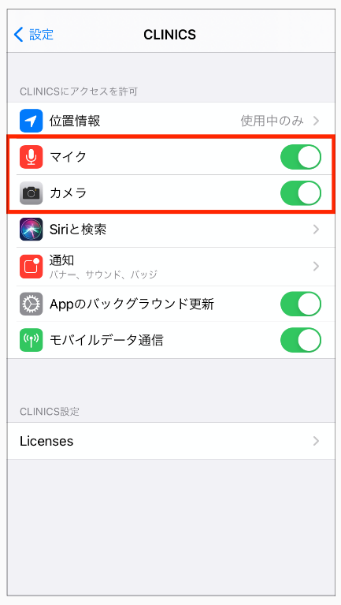 設定
CLINICS
CLINICSにアクセスを許可
位置情報 使用中のみ
マイク
カメラ
Siriと検索
通知
バナー、サウンド、バッジ
Appのバックグラウンド更新
モバイルデータ通信
CLINICS設定
Licenses